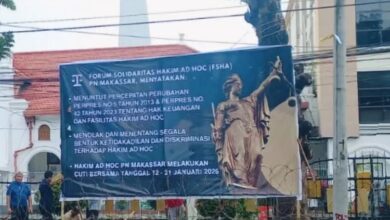 FORUM SOLIDARITAS HAKIM AD HOC (FSHA)
PN MAKASSAR, MENYATAKAN :
• MENUNTUT PERCEPATAN PERUBAHAN
PERPRES NO 5 TAHUN 2013 & PERPRES NO.
42 TAHUN 2023 TENTANG HAK KEUANGAN
DAN FASILITAS HAKIM AD HOC
• MENOLAK DAN MENENTANG SEGALA
BENTUK KETIDAKADILAN DAN DISKRIMINASI
TERHADAP HAKIM AD HOC
• HAKIM AD HOC PN MAKASSAR MELAKUKAN
CUTI BERSAMA TANGGAL 12 - 21 JANUARI 2026